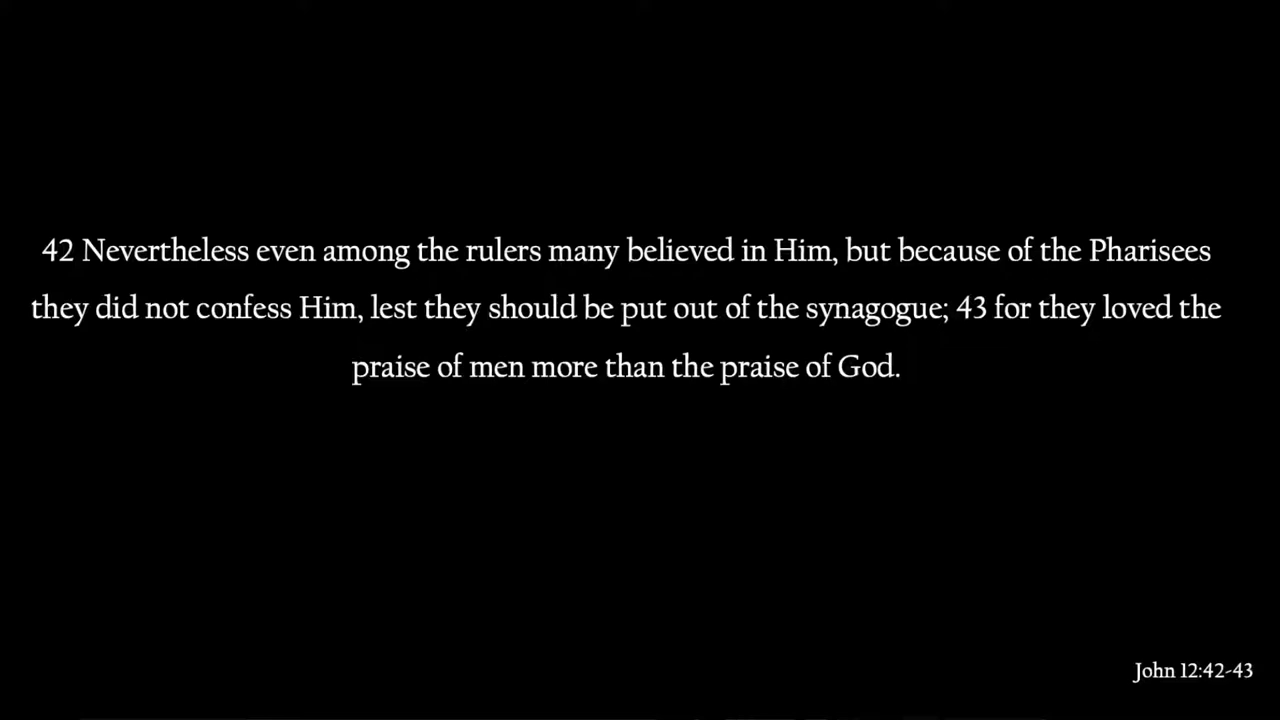 42 Nevertheless even among the rulers many believed in Him, but because of the Pharisees
they did not confess Him, lest they should be put out of the synagogue; 43 for they loved the
praise of men more than the praise of God.
John 12:42-43